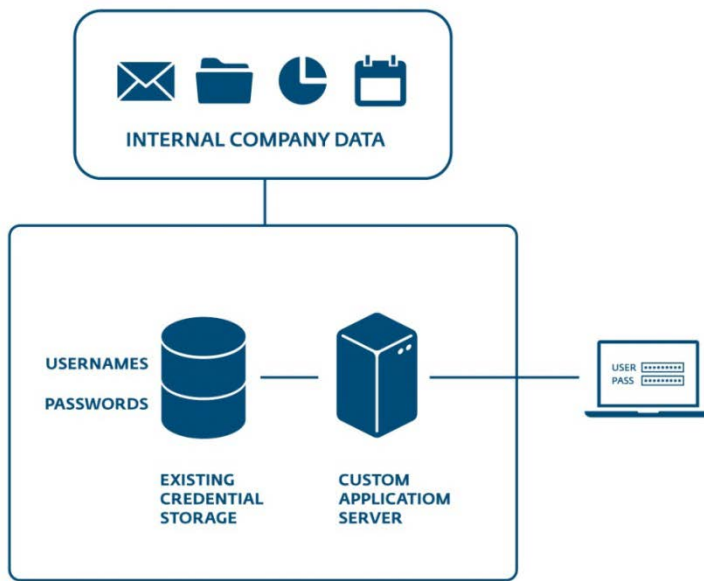 INTERNAL COMPANY DATA
USERNAMES
PASSWORDS
USER
PASS
EXISTING
CREDENTIAL
STORAGE
CUSTOM
APPLICATIOM
SERVER